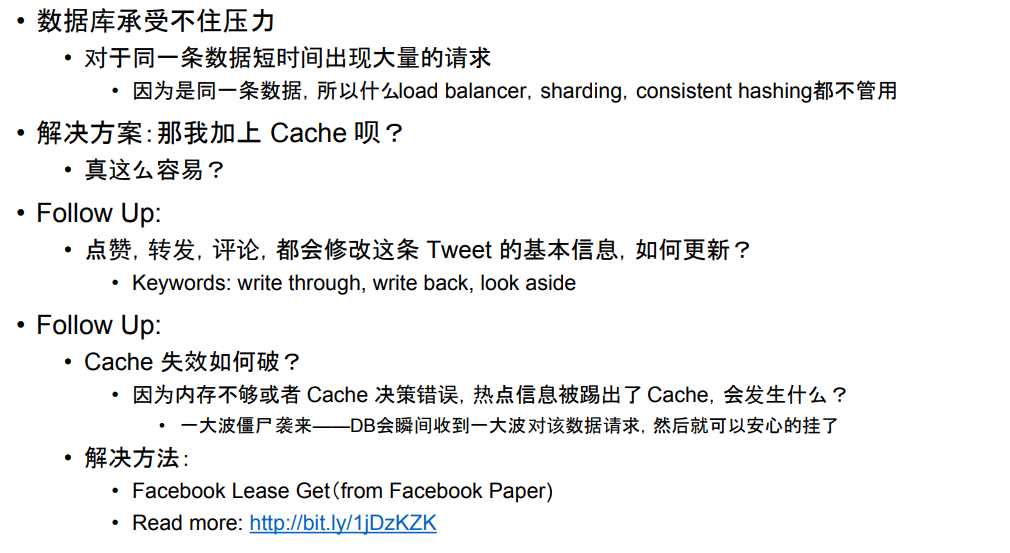 • 数据库承受不住压力
• 对于同一条数据短时间出现大量的请求
• 因为是同一条数据，所以什么load balancer，sharding，consistent hashing都不管用
• 解决方案：那我加上 Cache 呗？
• 真这么容易？
• Follow Up:
• 点赞，转发，评论，都会修改这条 Tweet 的基本信息，如何更新？
• Keywords: write through, write back, look aside
• Follow Up:
• Cache 失效如何破？
• 因为内存不够或者 Cache 决策错误，热点信息被踢出了 Cache，会发生什么？
• 一大波僵尸袭来——DB会瞬间收到一大波对该数据请求，然后就可以安心的挂了
• 解决方法：
• Facebook Lease Get（from Facebook Paper)
• Read more: http://bit.ly/1jDzKZK